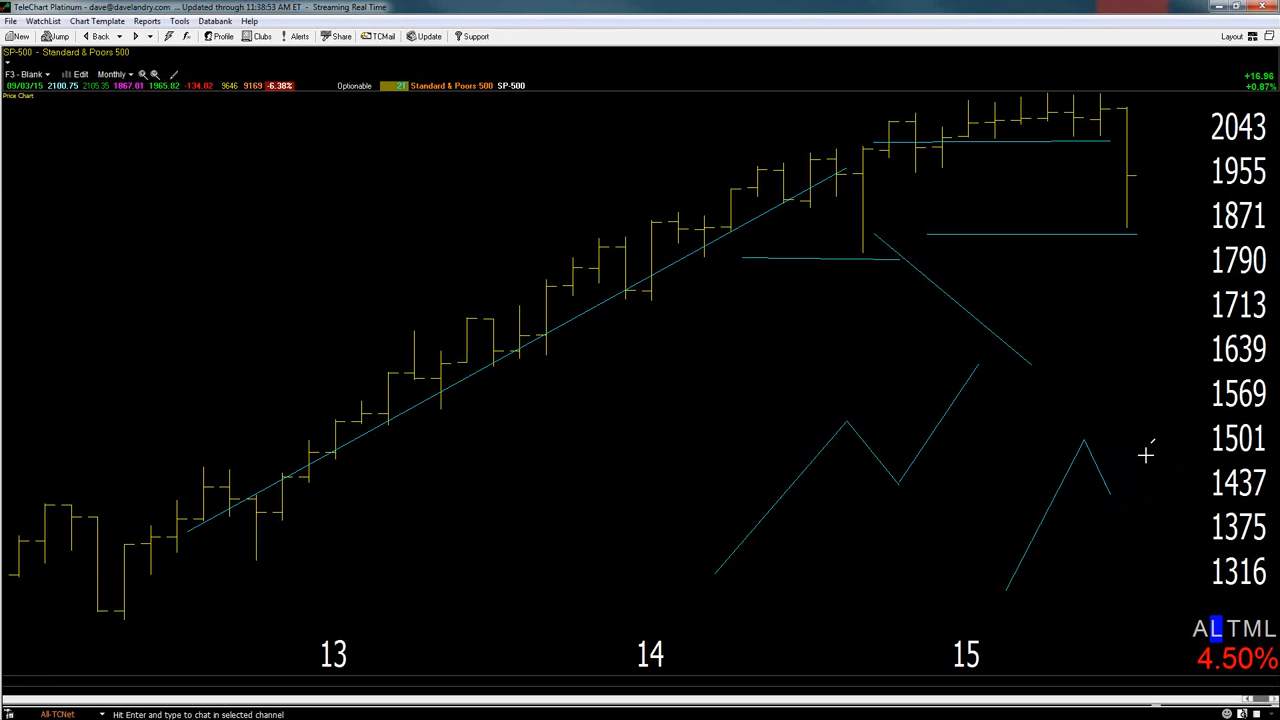 TeleChart Platinum - dave@davelandry.com ... Updated through 11:38:53 AM ET - Streaming Real Time
File WatchList Chart Template Reports Tools Databank Help
New Jump Back Profile Clubs Alerts Share TCMail Update Support Layout
SP-500 - Standard & Poors 500
F3 - Blank Edit Monthly +16.96
09/03/15 2100.75 2105.35 1867.01 1965.82 -134.02 9646 9169 -6.38% Optionable 21 Standard & Poors 500 SP-500 +0.87%
Price Chart
2043
1955
1871
1790
1713
1639
1569
1501
1437
1375
1316
ALTML
13 14 15 4.50%
All-TCNet Hit Enter and type to chat in selected channel